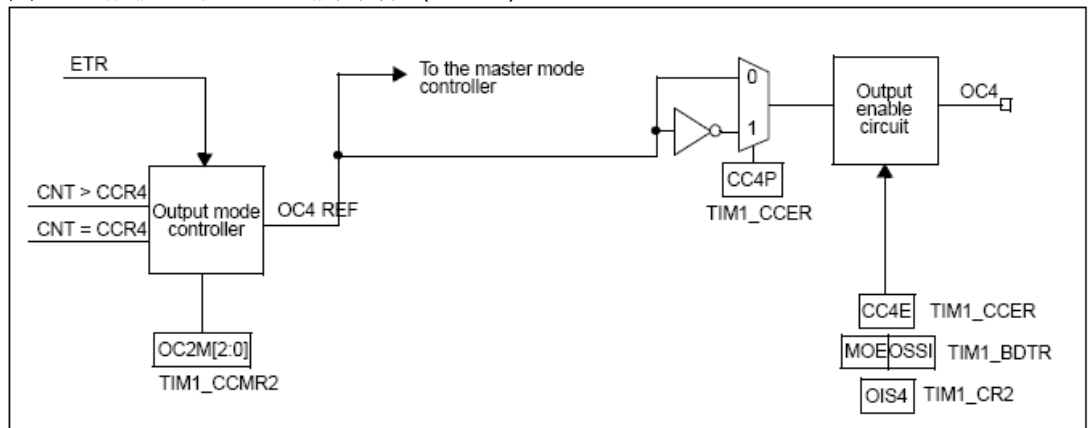 ETR
To the master mode
controller
0
1
Output
enable
circuit
OC4
CC4P
TIM1_CCER
CNT > CCR4
CNT = CCR4
Output mode
controller
OC4 REF
OC2M[2:0]
TIM1_CCMR2
CC4E TIM1_CCER
MOE OSSI TIM1_BDTR
OIS4 TIM1_CR2